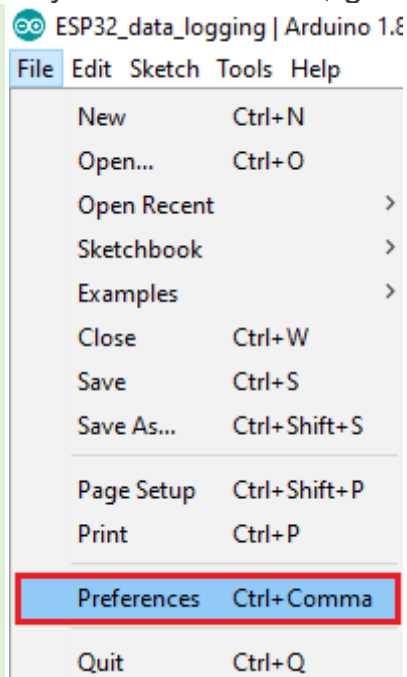 ESP32_data_logging | Arduino 1.8
File Edit Sketch Tools Help
New Ctrl+N
Open... Ctrl+O
Open Recent >
Sketchbook >
Examples >
Close Ctrl+W
Save Ctrl+S
Save As... Ctrl+Shift+S
Page Setup Ctrl+Shift+P
Print Ctrl+P
Preferences Ctrl+Comma
Quit Ctrl+Q